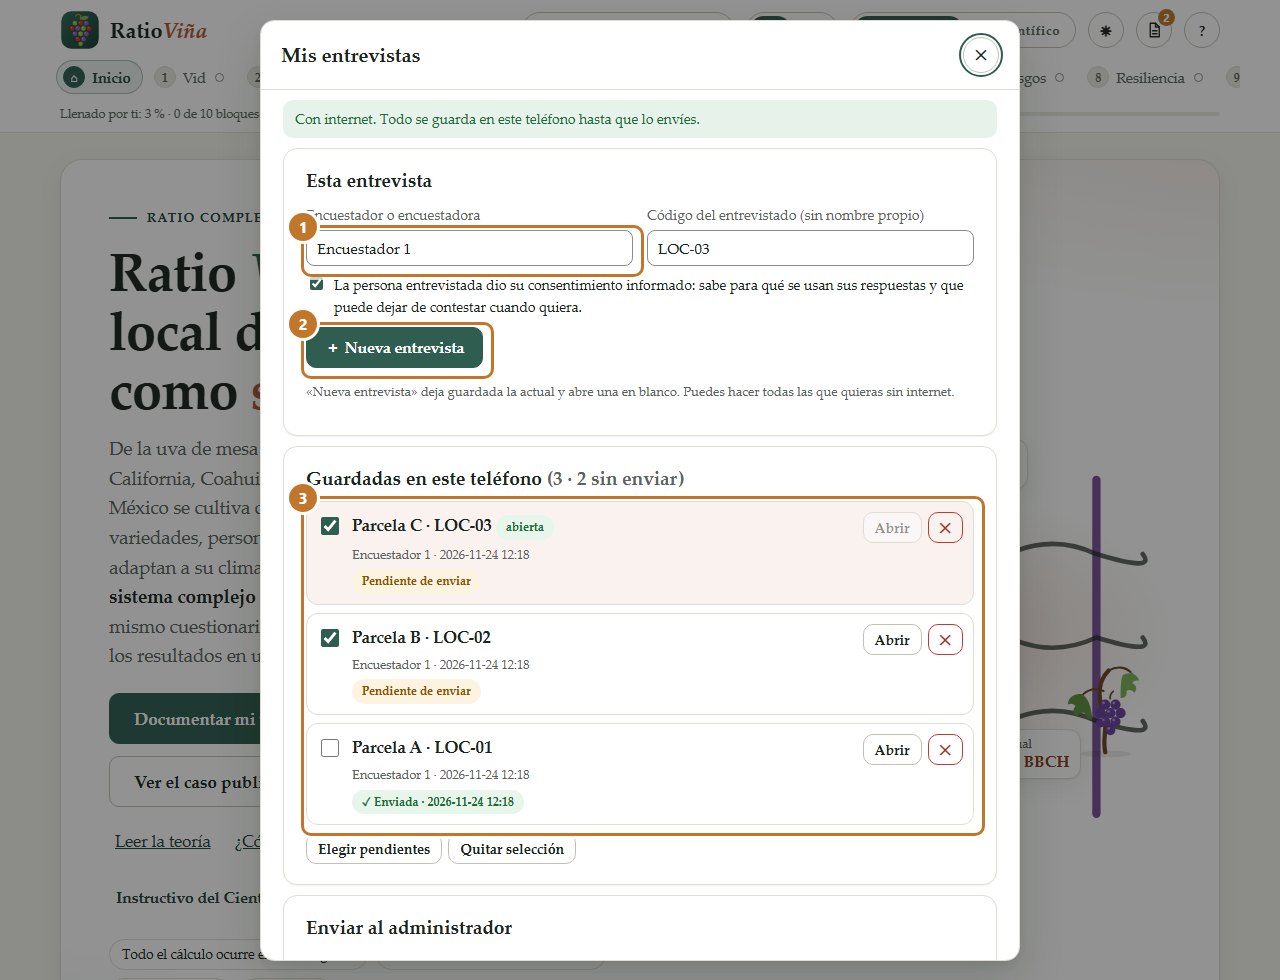 RatioViña
ntífico
2
?
Inicio
1 Vid
2
sgos
8 Resiliencia
9
Llenado por ti: 3 % · 0 de 10 bloques
Mis entrevistas
Con internet. Todo se guarda en este teléfono hasta que lo envíes.
Esta entrevista
Encuestador o encuestadora
Código del entrevistado (sin nombre propio)
1
Encuestador 1
LOC-03
La persona entrevistada dio su consentimiento informado: sabe para qué se usan sus respuestas y que
puede dejar de contestar cuando quiera.
2
+ Nueva entrevista
«Nueva entrevista» deja guardada la actual y abre una en blanco. Puedes hacer todas las que quieras sin internet.
Guardadas en este teléfono (3 · 2 sin enviar)
3
Parcela C · LOC-03 abierta
Abrir
Encuestador 1 · 2026-11-24 12:18
Pendiente de enviar
Parcela B · LOC-02
Abrir
Encuestador 1 · 2026-11-24 12:18
Pendiente de enviar
Parcela A · LOC-01
Abrir
Encuestador 1 · 2026-11-24 12:18
✓ Enviada · 2026-11-24 12:18
Elegir pendientes
Quitar selección
Enviar al administrador
RATIO COMPLE
Ratio
local d
como s
De la uva de mesa
California, Coahui
México se cultiva
variedades, person
adaptan a su clima
sistema complejo
mismo cuestionari
los resultados en u
Documentar mi
Ver el caso publi
Leer la teoría
¿Có
Instructivo del Cient
Todo el cálculo ocurre e
ual
BBCH